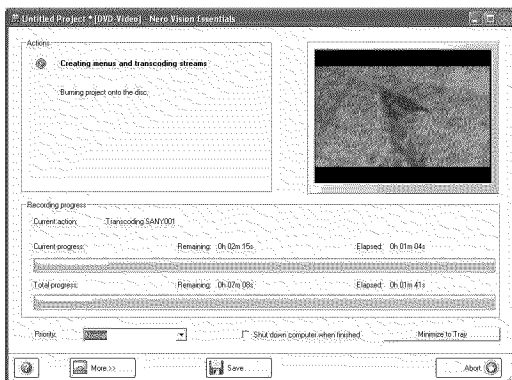 Untitled Project * [DVD-Video] - Nero Vision Essentials
Actions
Creating menus and transcoding streams
Burning project onto the disc.
Recording progress
Current action: Transcoding SANY001
Current progress: Remaining: 0h 02m 15s Elapsed: 0h 01m 04s
Total progress: Remaining: 0h 07m 08s Elapsed: 0h 01m 41s
Priority: Shut down computer when finished Minimize to Tray
More >> Save Abort